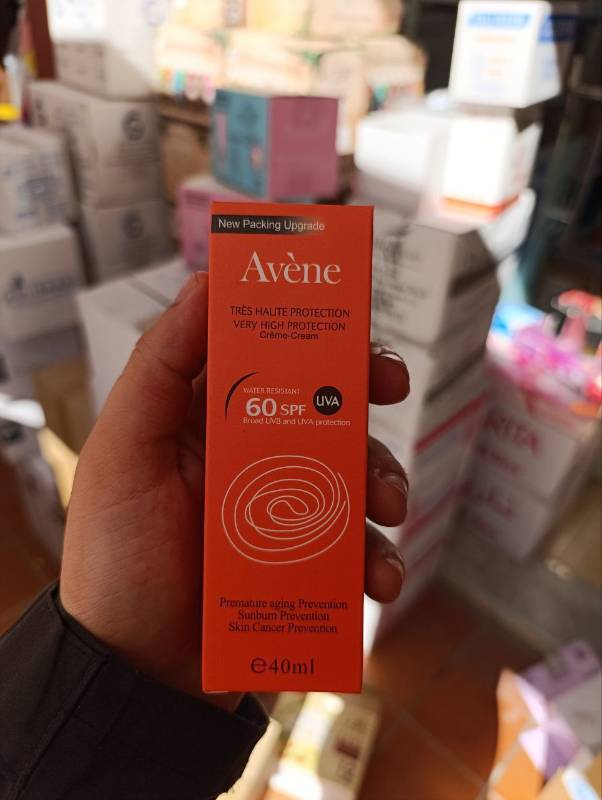 New Packing Upgrade
Avène
TRÈS HAUTE PROTECTION
VERY HIGH PROTECTION
Crème-Cream
WATER RESISTANT
60 SPF
UVA
Broad UVB and UVA protection
Premature aging Prevention
Sunburn Prevention
Skin Cancer Prevention
e40ml